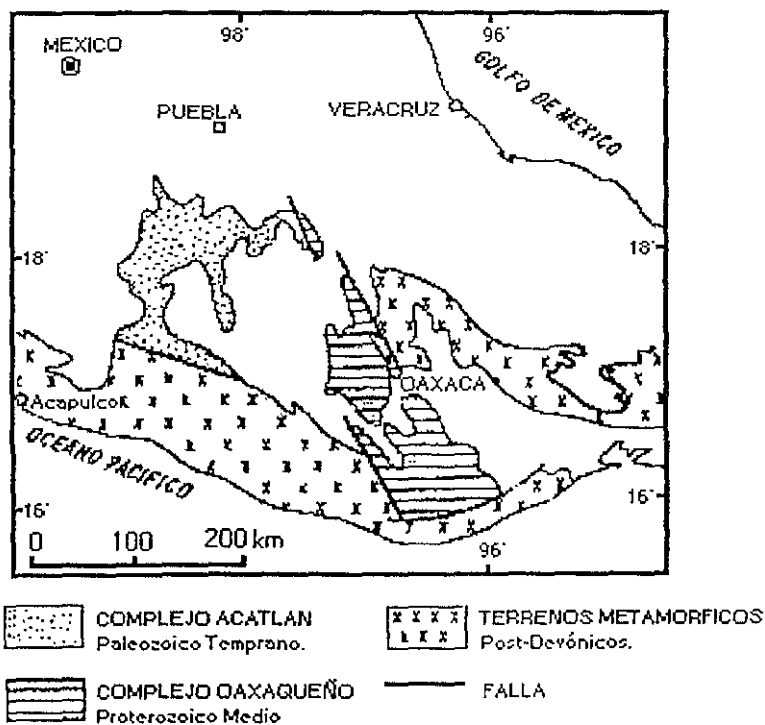 98°
96°
MEXICO
PUEBLA
VERACRUZ
GOLFO DE MEXICO
18°
18°
OAXACA
Acapulco
OCEANO PACIFICO
16°
16°
0 100 200 km
96°
COMPLEJO ACATLAN
Paleozoico Temprano.
TERRENOS METAMORFICOS
Post-Devónicos.
COMPLEJO OAXAQUEÑO
Proterozoico Medio
FALLA